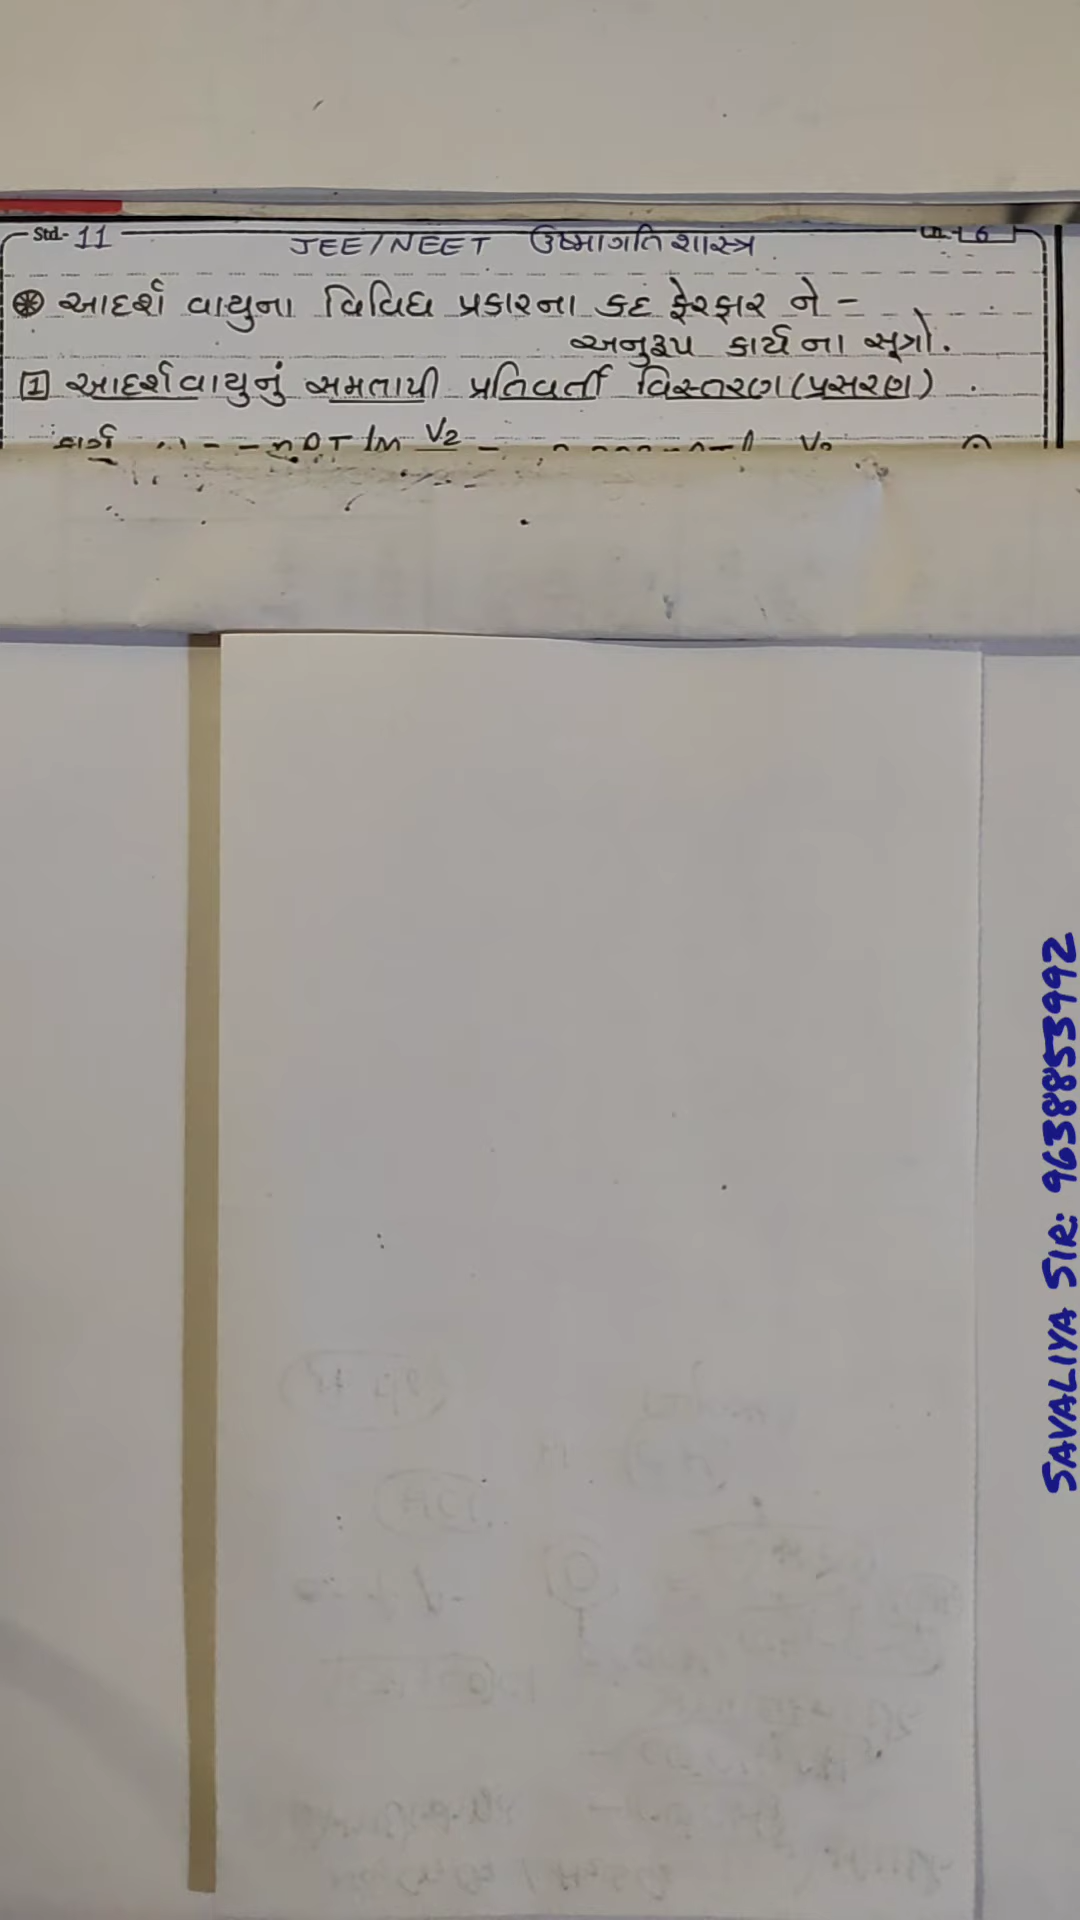 Std- 11
JEE/NEET ઉષ્માગતિશાસ્ત્ર
આદર્શ વાયુના વિવિધ પ્રકારના કદ ફેરફાર ને -
અનુરૂપ કાર્ય ના સૂત્રો.
1 આદર્શવાયુનું સમતાપી પ્રતિવર્તી વિસ્તરણ (પ્રસરણ)
SAVALIYA SIR: 9638853992